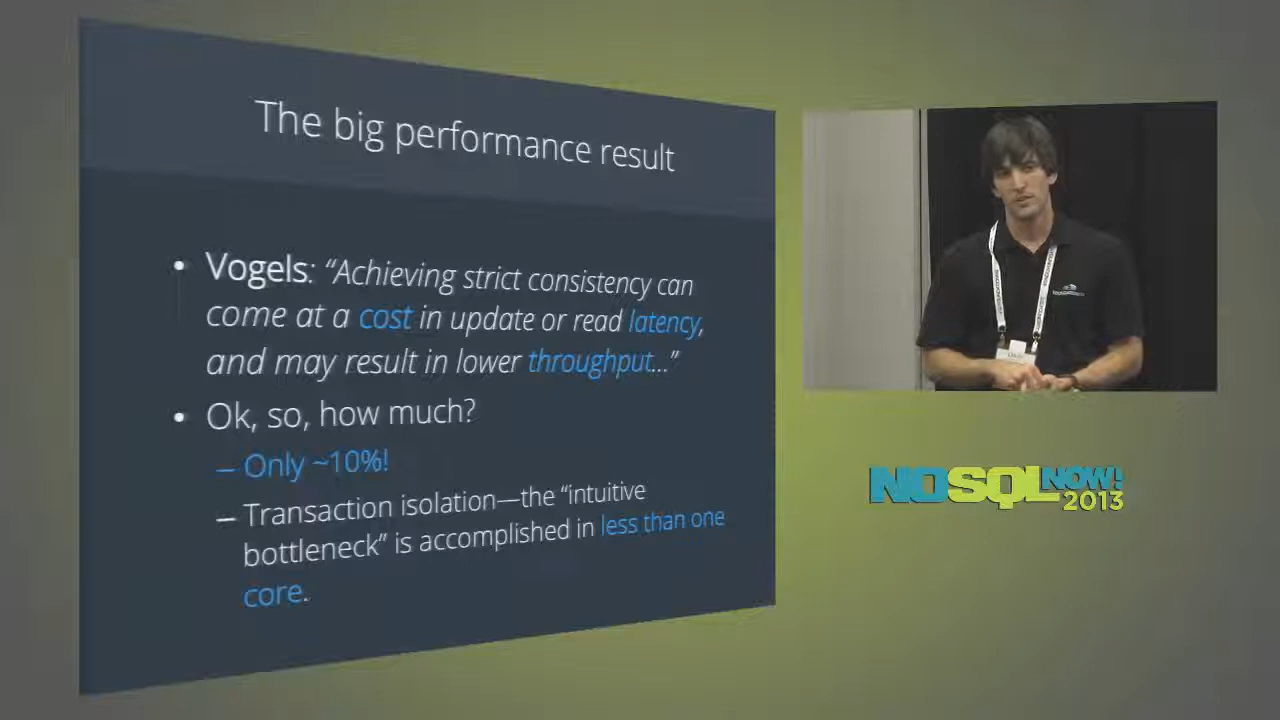 The big performance result
• Vogels: “Achieving strict consistency can
come at a cost in update or read latency,
and may result in lower throughput...”
• Ok, so, how much?
– Only ~10%!
– Transaction isolation—the “intuitive
bottleneck” is accomplished in less than one
core.
NOSQLNOW!
2013